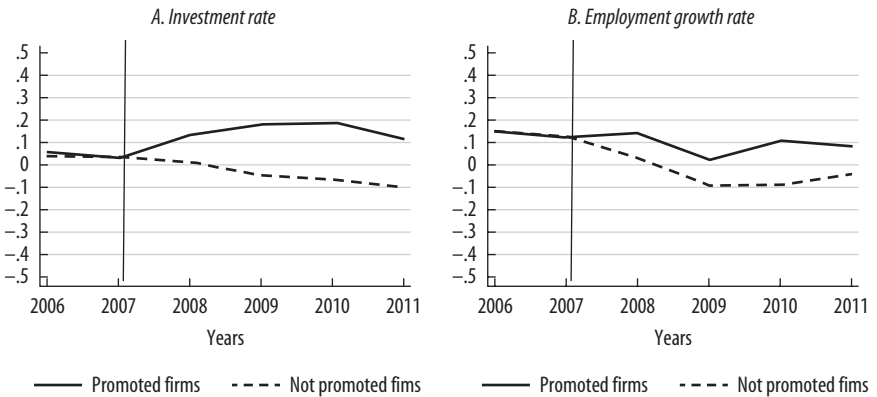 A. Investment rate
.5
.4
.3
.2
.1
0
−.1
−.2
−.3
−.4
−.5
2006 2007 2008 2009 2010 2011
Years
Promoted firms Not promoted fims
B. Employment growth rate
.5
.4
.3
.2
.1
0
−.1
−.2
−.3
−.4
−.5
2006 2007 2008 2009 2010 2011
Years
Promoted firms Not promoted fims